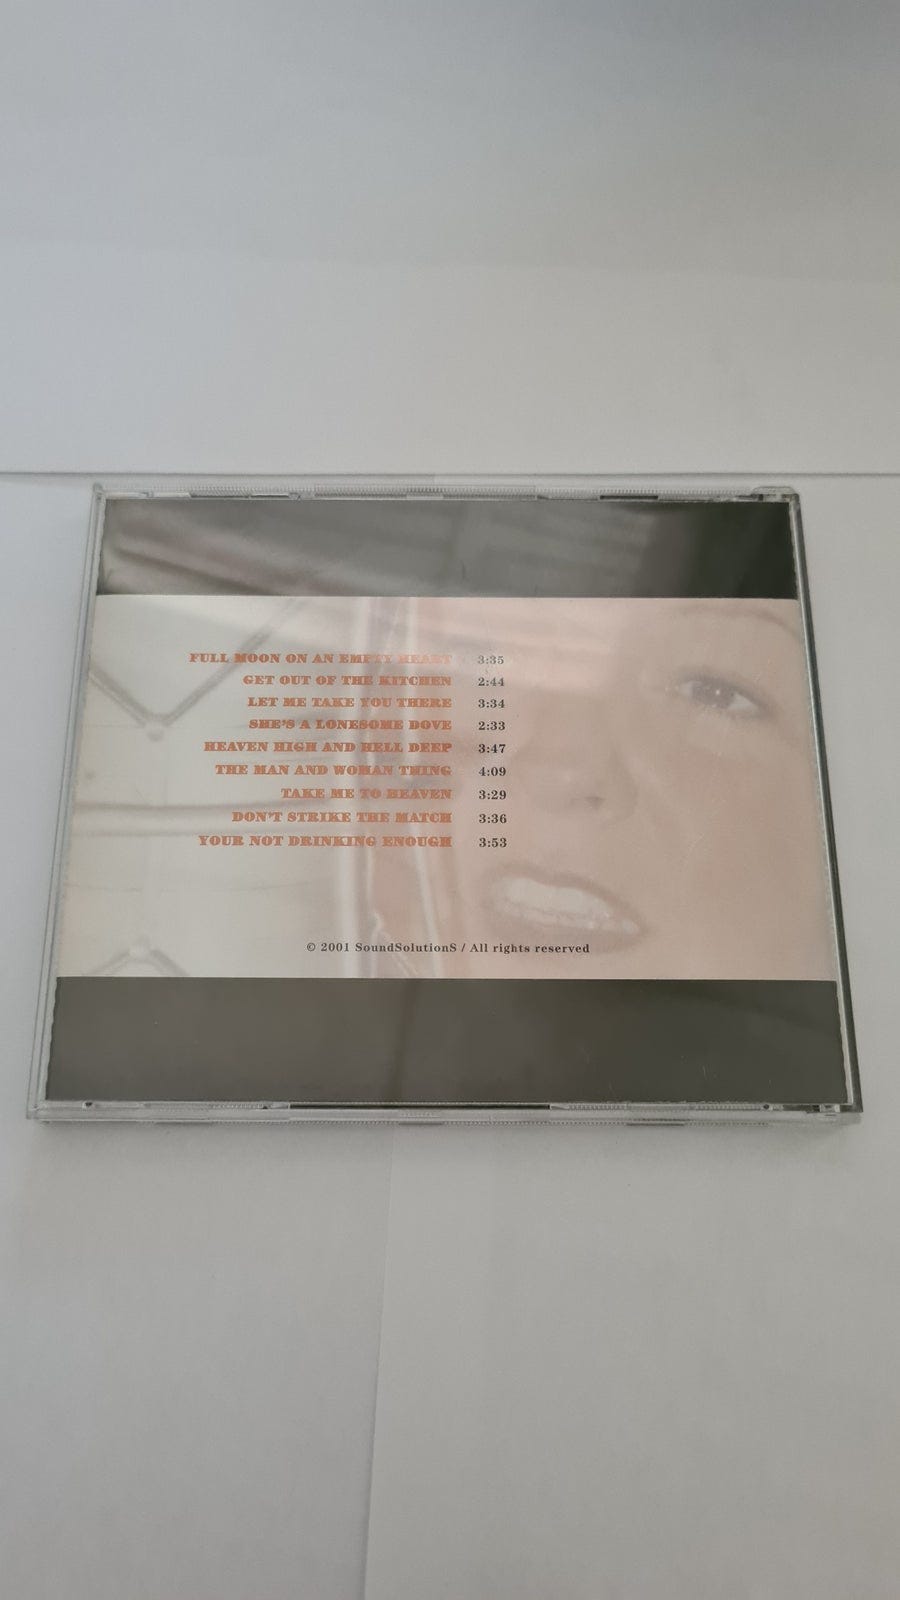 FULL MOON ON AN EMPTY HEART 3:35
GET OUT OF THE KITCHEN 2:44
LET ME TAKE YOU THERE 3:34
SHE'S A LONESOME DOVE 2:33
HEAVEN HIGH AND HELL DEEP 3:47
THE MAN AND WOMAN THING 4:09
TAKE ME TO HEAVEN 3:29
DON'T STRIKE THE MATCH 3:36
YOUR NOT DRINKING ENOUGH 3:53
© 2001 SoundSolutionS / All rights reserved